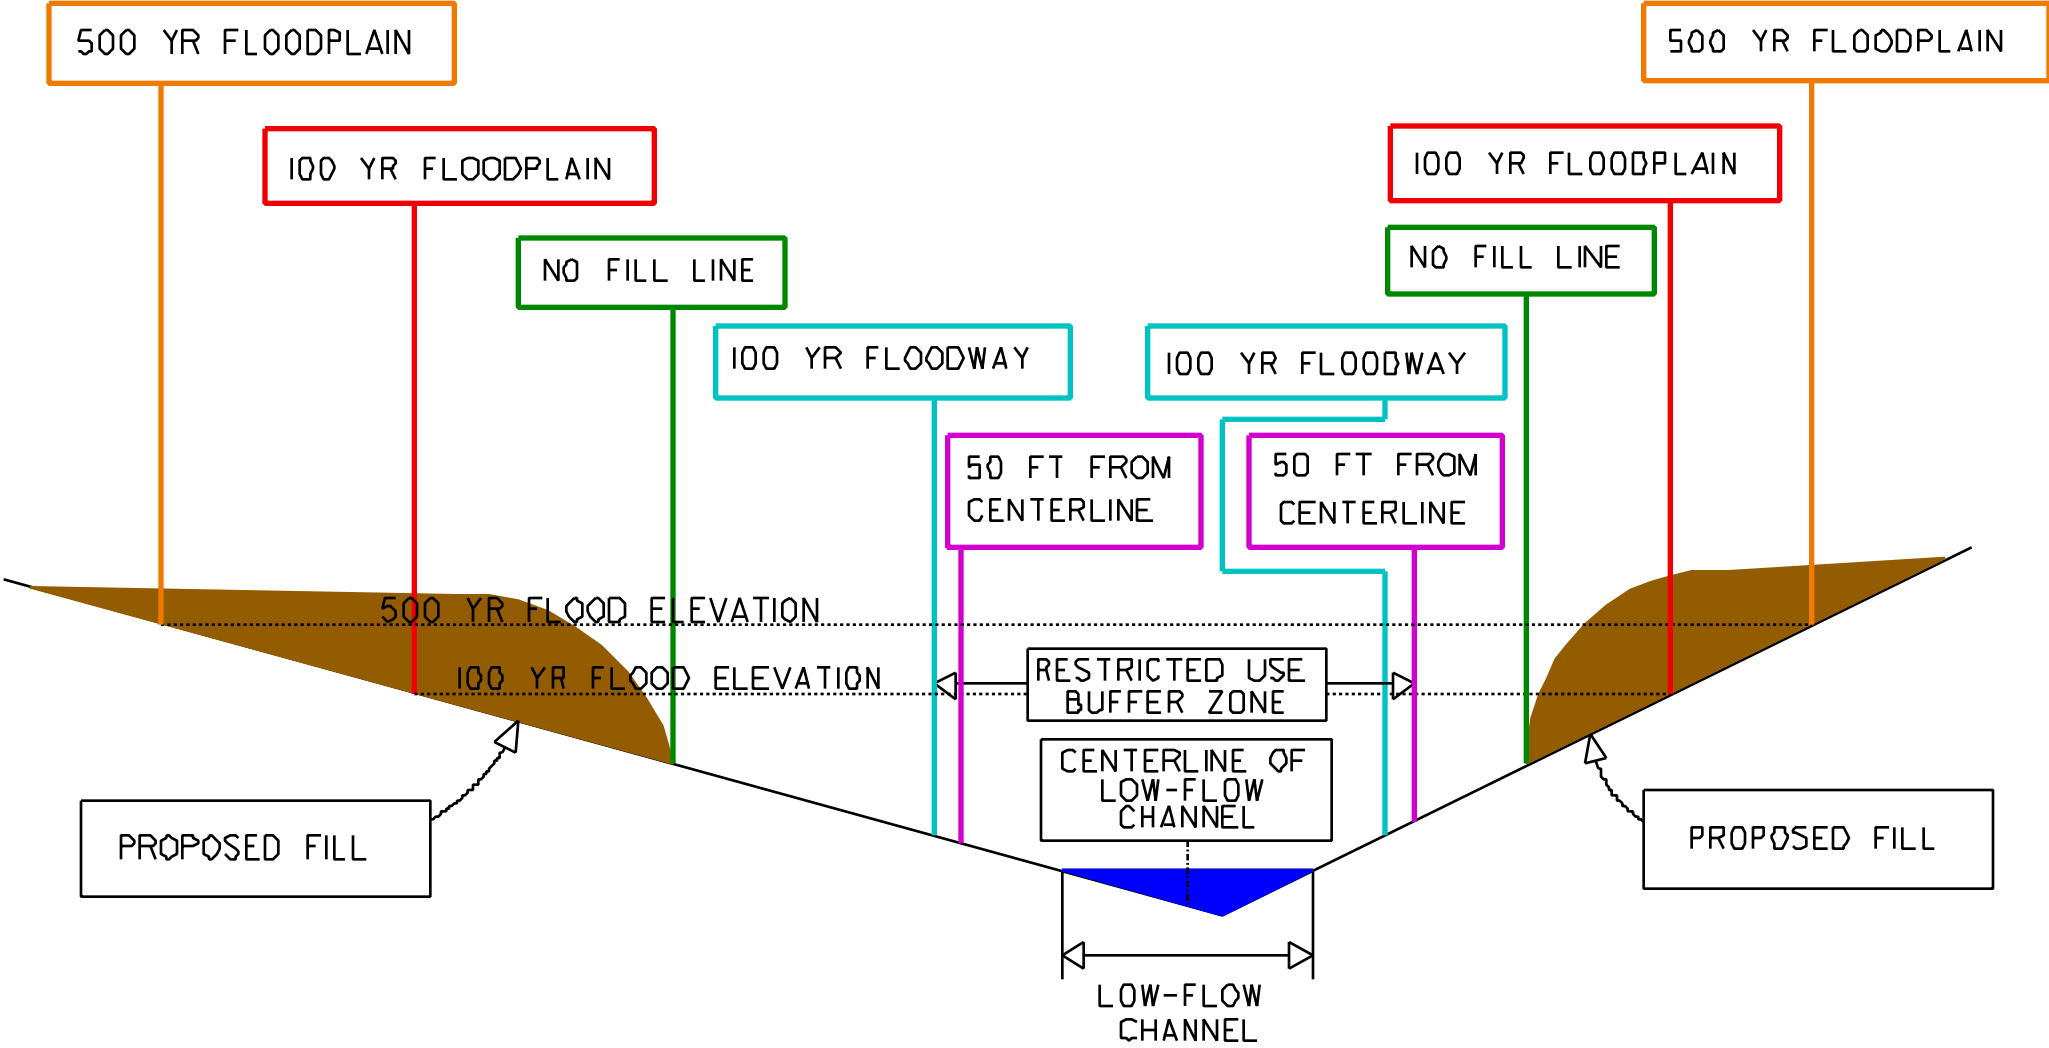 500 YR FLOODPLAIN
500 YR FLOODPLAIN
100 YR FLOODPLAIN
100 YR FLOODPLAIN
NO FILL LINE
NO FILL LINE
100 YR FLOODWAY
100 YR FLOODWAY
50 FT FROM
CENTERLINE
50 FT FROM
CENTERLINE
500 YR FLOOD ELEVATION
100 YR FLOOD ELEVATION
RESTRICTED USE
BUFFER ZONE
CENTERLINE OF
LOW-FLOW
CHANNEL
PROPOSED FILL
PROPOSED FILL
LOW-FLOW
CHANNEL